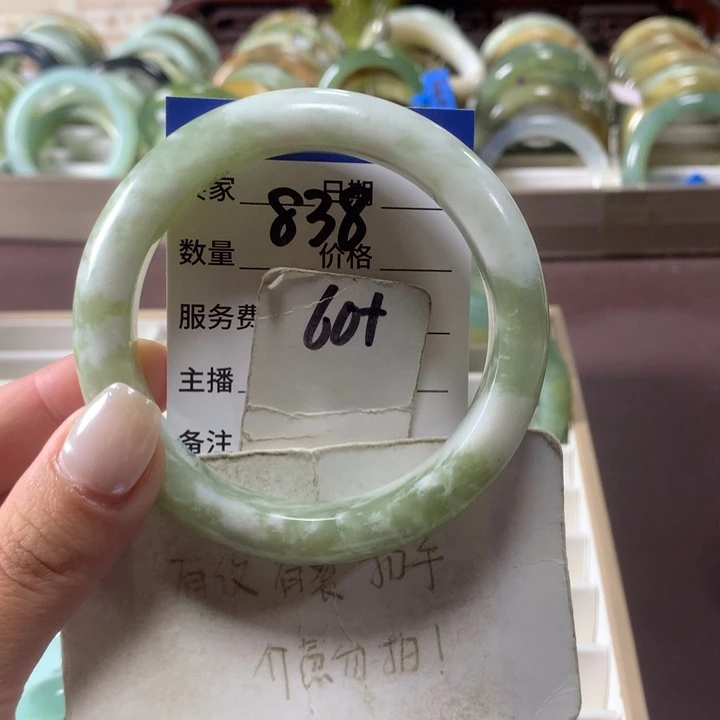 家 日期
838
数量 价格
服务费
60+
主播
备注
有仪 有裂 扣手
介意勿拍!